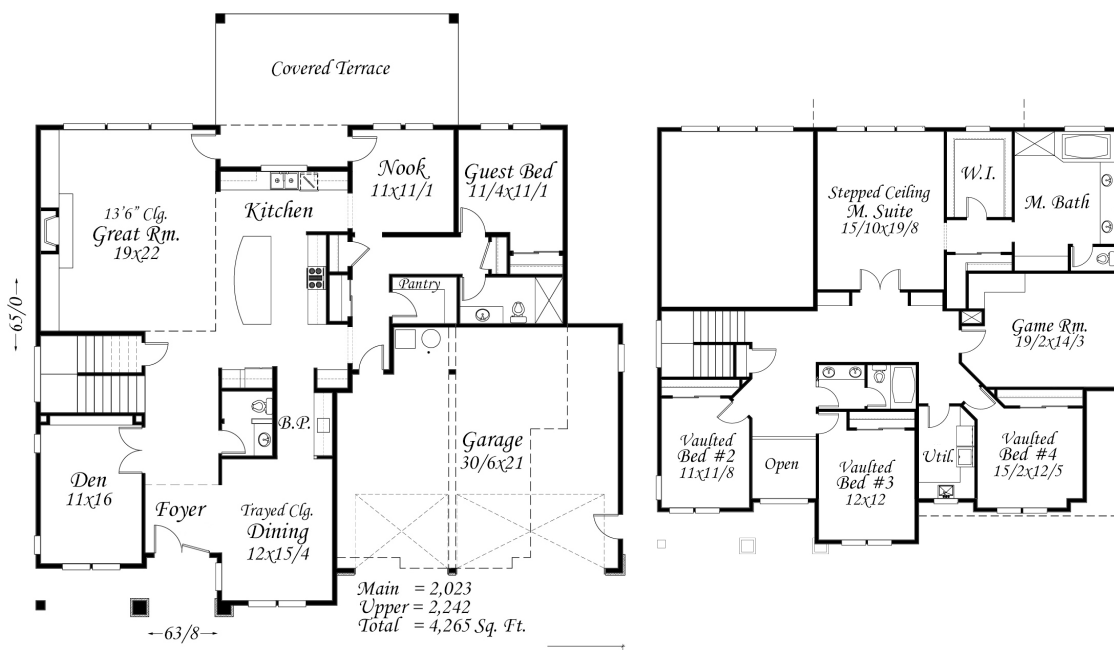 Covered Terrace
13'6" Clg.
Great Rm.
19x22
Kitchen
Nook
11x11/1
Guest Bed
11/4x11/1
Pantry
65/0
B.P.
Den
11x16
Foyer
Trayed Clg.
Dining
12x15/4
Garage
30/6x21
Main = 2,023
Upper = 2,242
Total = 4,265 Sq. Ft.
63/8
Stepped Ceiling
M. Suite
15/10x19/8
W.I.
M. Bath
Game Rm.
19/2x14/3
Vaulted
Bed #2
11x11/8
Open
Vaulted
Bed #3
12x12
Util.
Vaulted
Bed #4
15/2x12/5